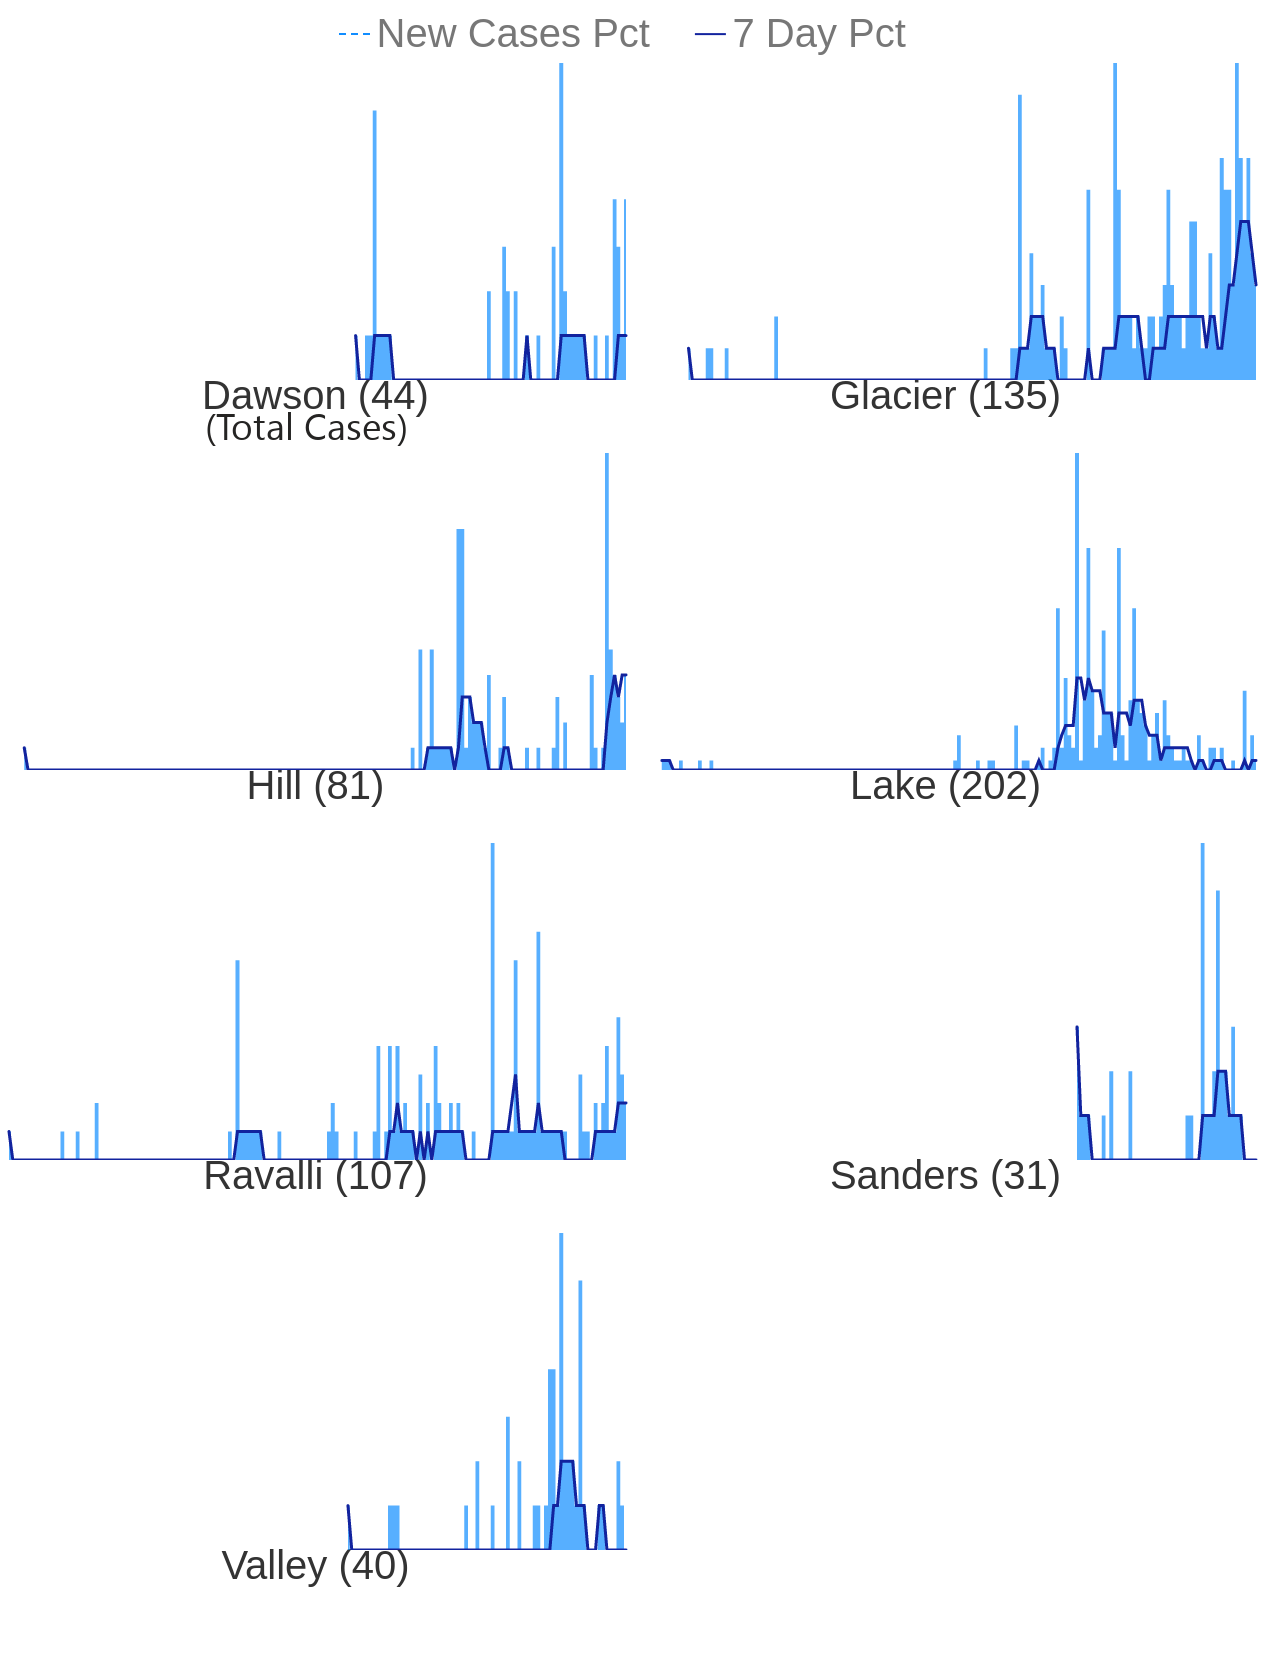 New Cases Pct 7 Day Pct
Dawson (44) Glacier (135)
(Total Cases)
Hill (81) Lake (202)
Ravalli (107) Sanders (31)
Valley (40)